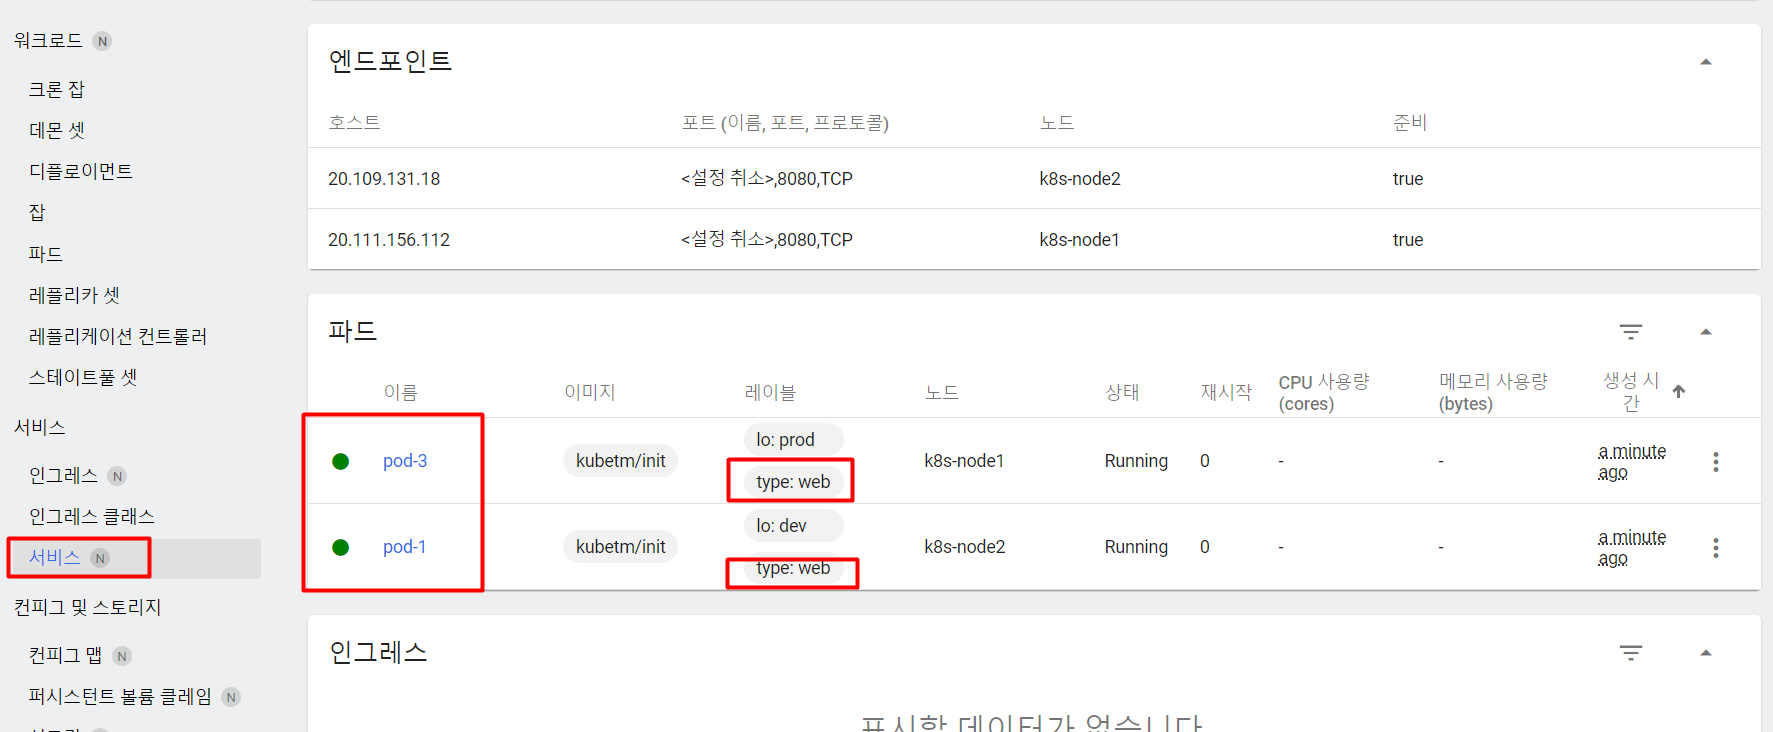 워크로드 N
크론 잡
데몬 셋
디플로이먼트
잡
파드
레플리카 셋
레플리케이션 컨트롤러
스테이트풀 셋
서비스
인그레스 N
인그레스 클래스
서비스 N
컨피그 및 스토리지
컨피그 맵 N
퍼시스턴트 볼륨 클레임 N
엔드포인트
호스트 포트 (이름, 포트, 프로토콜) 노드 준비
20.109.131.18 <설정 취소>,8080,TCP k8s-node2 true
20.111.156.112 <설정 취소>,8080,TCP k8s-node1 true
파드
이름 이미지 레이블 노드 상태 재시작 CPU 사용량 (cores) 메모리 사용량 (bytes) 생성 시간
pod-3 kubetm/init lo: prod type: web k8s-node1 Running 0 - - a minute ago
pod-1 kubetm/init lo: dev type: web k8s-node2 Running 0 - - a minute ago
인그레스
표시할 데이터가 없습니다